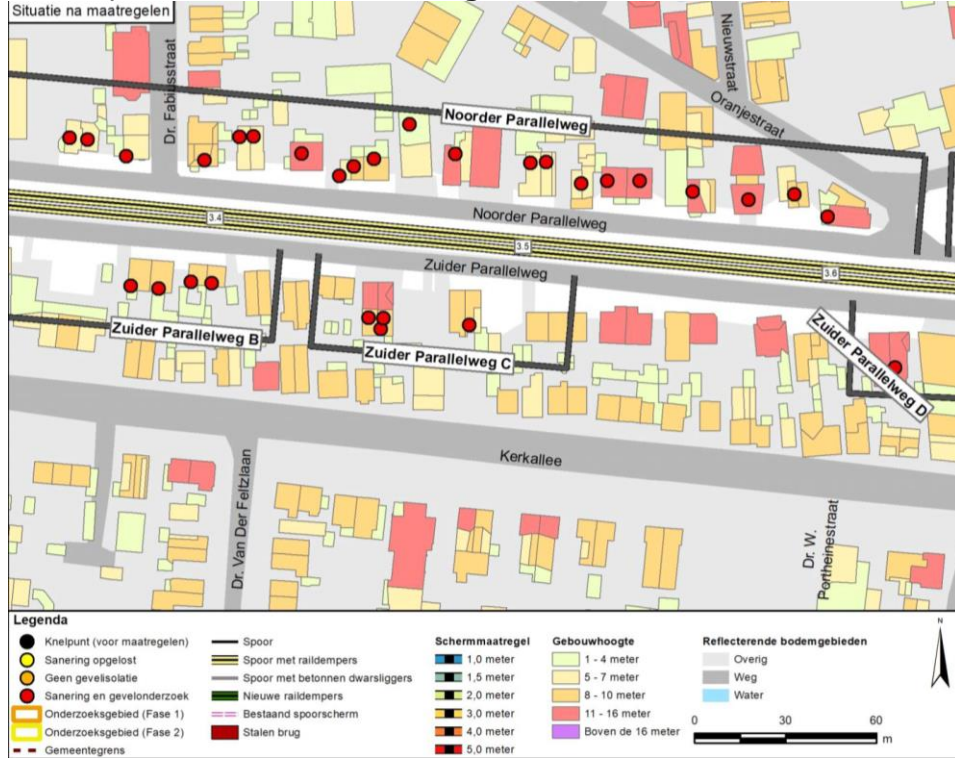 Situatie na maatregelen
Dr. Fabiusstraat
Nieuwstraat
Oranjestraat
Noorder Parallelweg
Noorder Parallelweg
3.4
3.5
3.6
Zuider Parallelweg
Zuider Parallelweg B
Zuider Parallelweg C
Zuider Parallelweg D
Kerkallee
Dr. Van Der Feltzlaan
Dr. W.
Portheinestraat
Legenda
Knelpunt (voor maatregelen)
Sanering opgelost
Geen gevelisolatie
Sanering en gevelonderzoek
Onderzoeksgebied (Fase 1)
Onderzoeksgebied (Fase 2)
Gemeentegrens
Spoor
Spoor met raildempers
Spoor met betonnen dwarsliggers
Nieuwe raildempers
Bestaand spoorscherm
Stalen brug
Schermmaatregel
1,0 meter
1,5 meter
2,0 meter
3,0 meter
4,0 meter
5,0 meter
Gebouwhoogte
1 - 4 meter
5 - 7 meter
8 - 10 meter
11 - 16 meter
Boven de 16 meter
Reflecterende bodemgebieden
Overig
Weg
Water
N
0 30 60
m